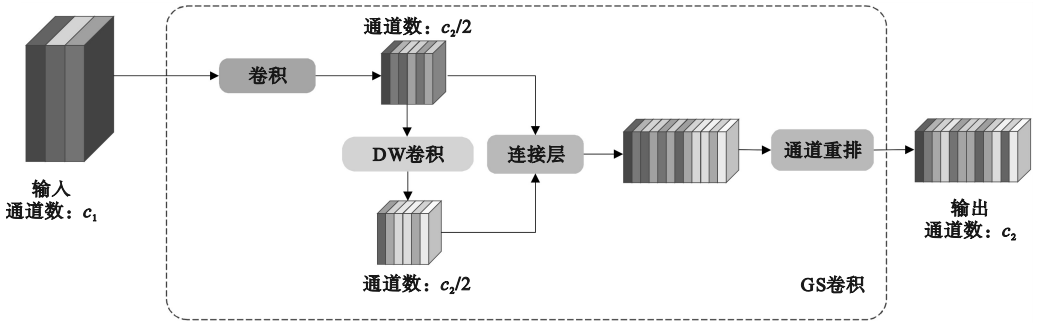 通道数：c₂/2
卷积
DW卷积
连接层
通道重排
输入
通道数：c₁
输出
通道数：c₂
通道数：c₂/2
GS卷积